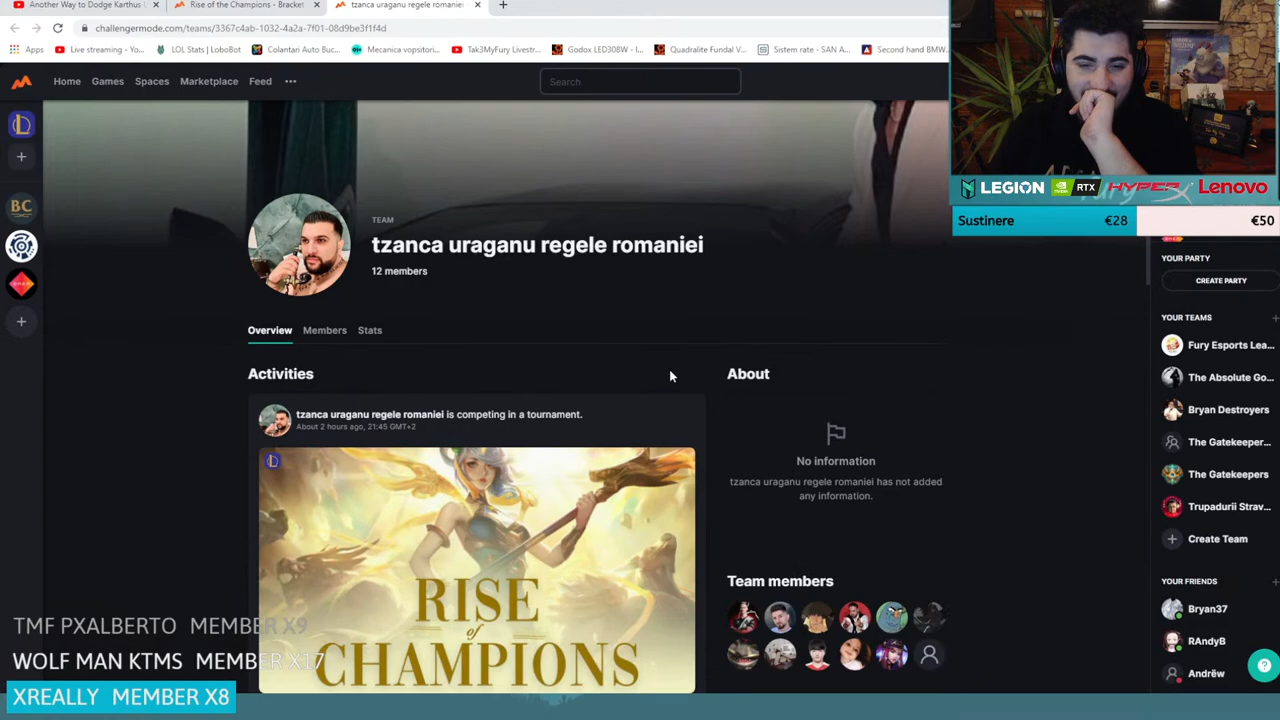 Another Way to Dodge Karthus
Rise of the Champions - Bracket
tzanca uraganu regele romaniei
challengermode.com/teams/3367c4ab-1032-4a2a-7f01-08d9be3f1f4d
Apps
Live streaming - Yo...
LOL Stats | LoboBot
Colantari Auto Buc...
Mecanica vopsitori...
Tak3MyFury Livestr...
Godox LED308W - I...
Quadralite Fundal V...
Sistem rate - SAN A...
Second hand BMW...
Home
Games
Spaces
Marketplace
Feed
Search
LEGION
RTX
HYPERX
Lenovo
Sustinere €28 €50
BC
TEAM
tzanca uraganu regele romaniei
12 members
Overview
Members
Stats
Activities
tzanca uraganu regele romaniei is competing in a tournament.
About 2 hours ago, 21:45 GMT+2
RISE
of
CHAMPIONS
About
No information
tzanca uraganu regele romaniei has not added
any information.
Team members
YOUR PARTY
CREATE PARTY
YOUR TEAMS
Fury Esports Lea...
The Absolute Go...
Bryan Destroyers
The Gatekeeper...
The Gatekeepers
Trupadurii Strav...
Create Team
YOUR FRIENDS
Bryan37
RAndyB
Andrëw
TMF PXALBERTO MEMBER X9
WOLF MAN KTMS MEMBER X17
XREALLY MEMBER X8